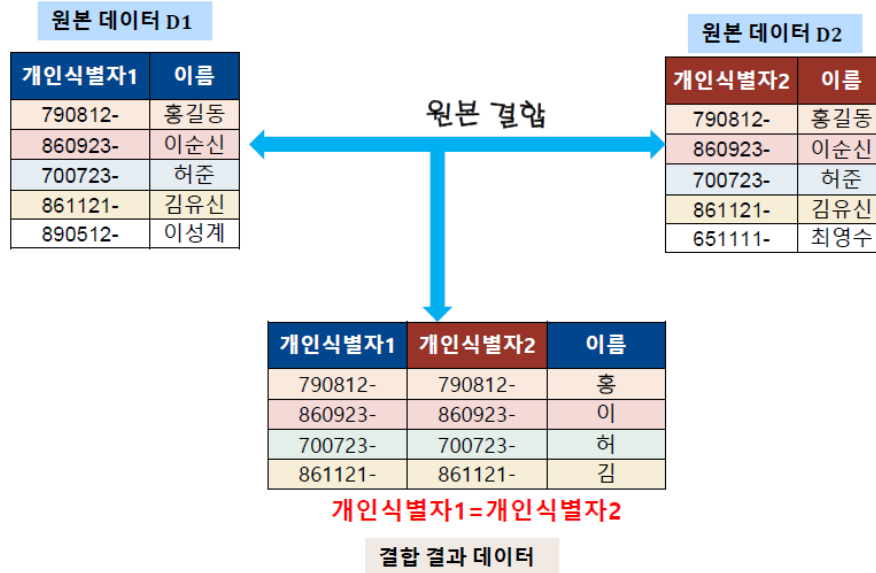 원본 데이터 D1
개인식별자1 이름
790812- 홍길동
860923- 이순신
700723- 허준
861121- 김유신
890512- 이성계
원본 결합
원본 데이터 D2
개인식별자2 이름
790812- 홍길동
860923- 이순신
700723- 허준
861121- 김유신
651111- 최영수
개인식별자1 개인식별자2 이름
790812- 790812- 홍
860923- 860923- 이
700723- 700723- 허
861121- 861121- 김
개인식별자1=개인식별자2
결합 결과 데이터